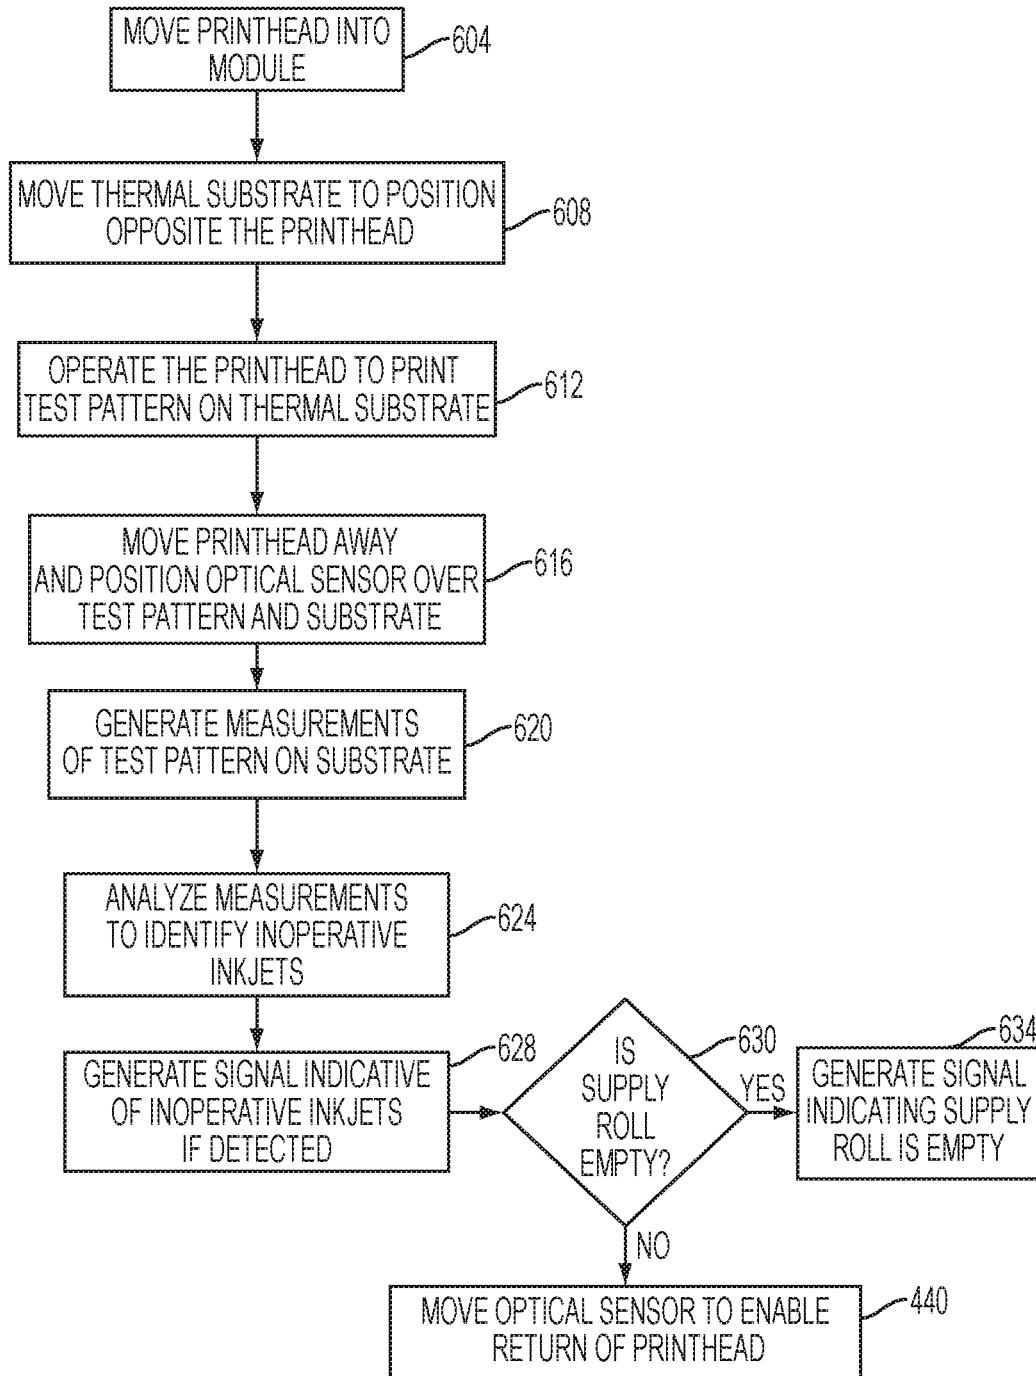 MOVE PRINTHEAD INTO
MODULE
604
MOVE THERMAL SUBSTRATE TO POSITION
OPPOSITE THE PRINTHEAD
608
OPERATE THE PRINTHEAD TO PRINT
TEST PATTERN ON THERMAL SUBSTRATE
612
MOVE PRINTHEAD AWAY
AND POSITION OPTICAL SENSOR OVER
TEST PATTERN AND SUBSTRATE
616
GENERATE MEASUREMENTS
OF TEST PATTERN ON SUBSTRATE
620
ANALYZE MEASUREMENTS
TO IDENTIFY INOPERATIVE
INKJETS
624
GENERATE SIGNAL INDICATIVE
OF INOPERATIVE INKJETS
IF DETECTED
628
IS
SUPPLY
ROLL
EMPTY?
630
YES
GENERATE SIGNAL
INDICATING SUPPLY
ROLL IS EMPTY
634
NO
MOVE OPTICAL SENSOR TO ENABLE
RETURN OF PRINTHEAD
440